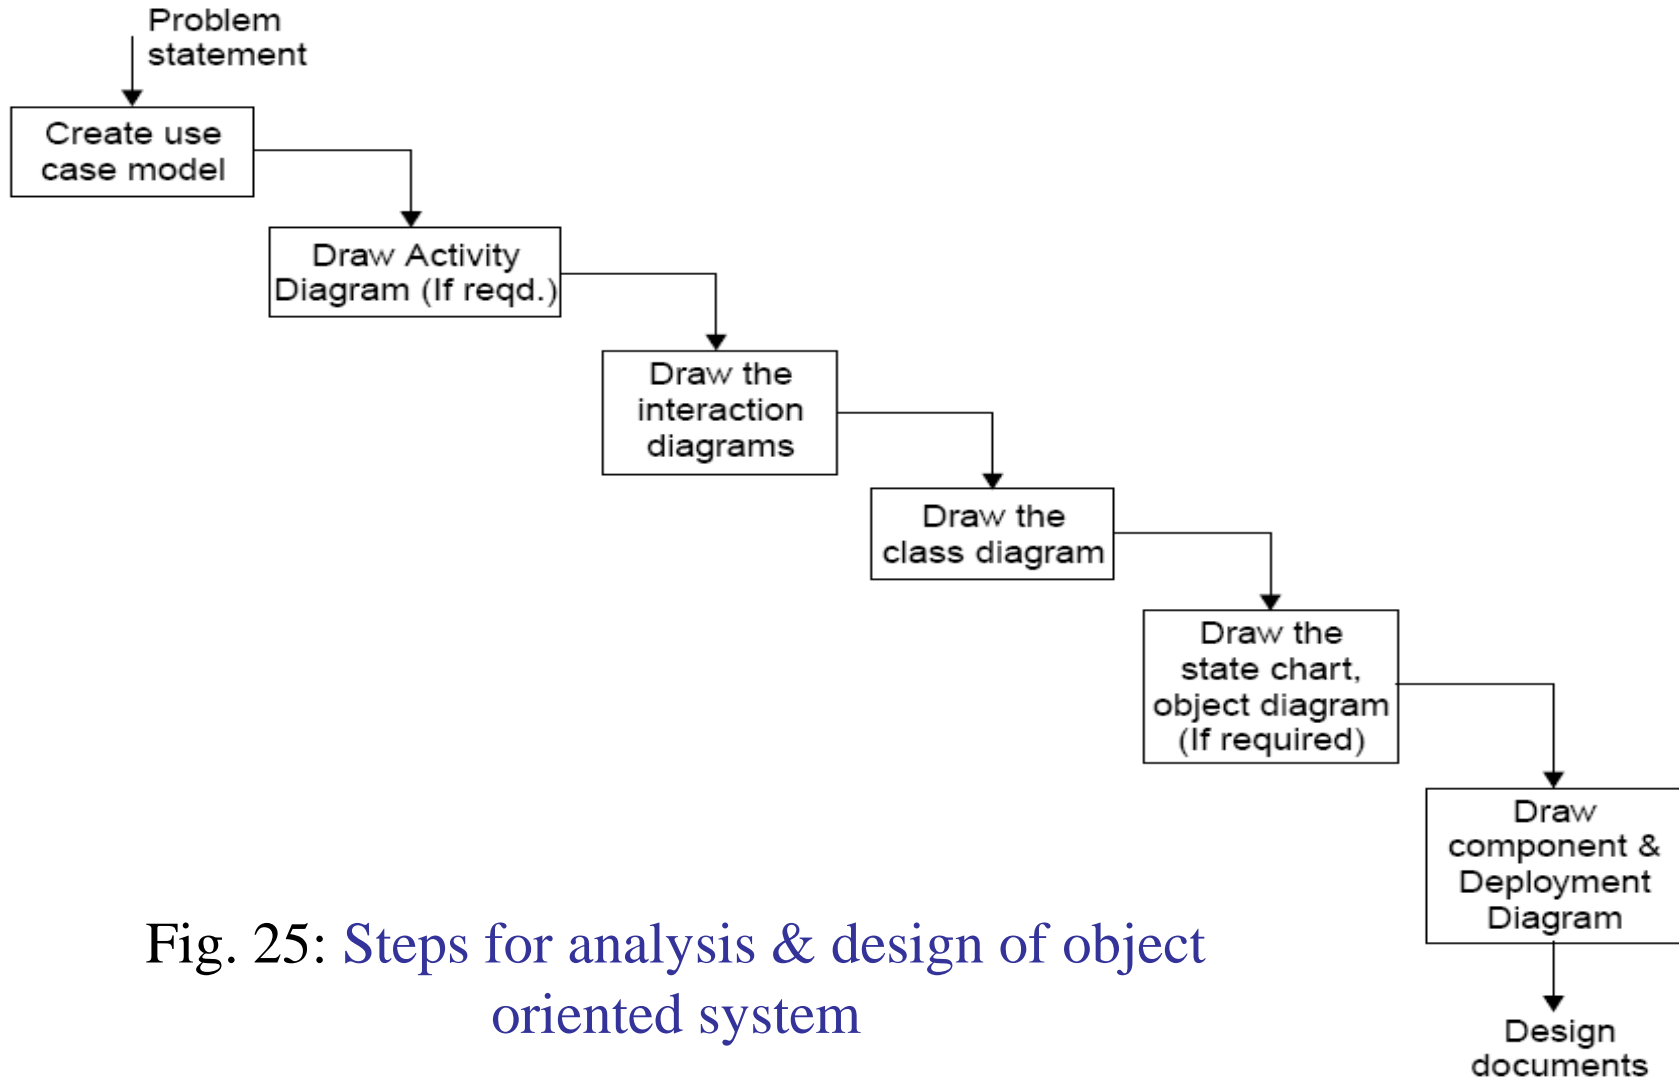 Problem
statement
Create use
case model
Draw Activity
Diagram (If reqd.)
Draw the
interaction
diagrams
Draw the
class diagram
Draw the
state chart,
object diagram
(If required)
Draw
component &
Deployment
Diagram
Design
documents
Fig. 25: Steps for analysis & design of object
oriented system